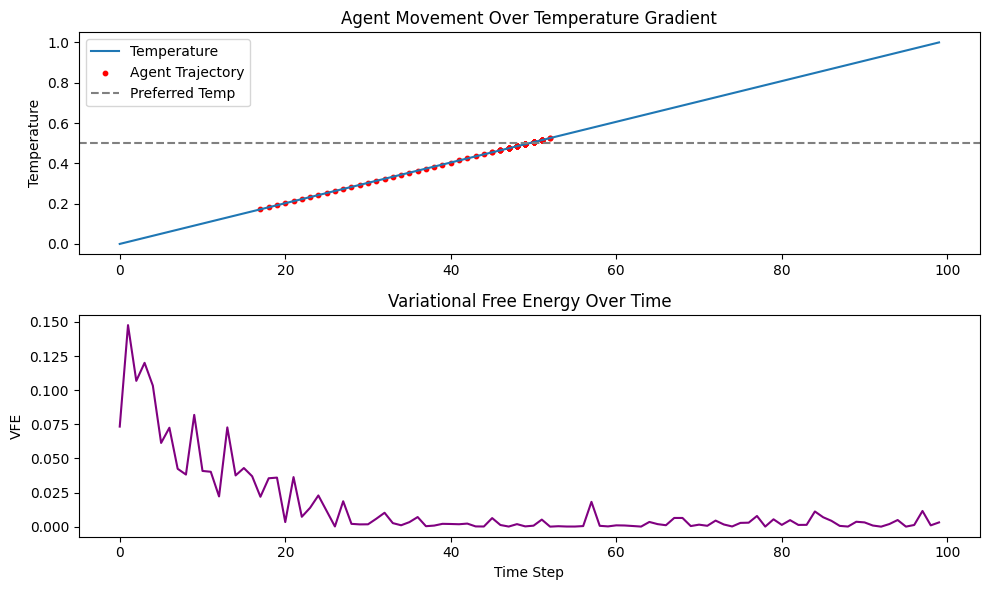 Agent Movement Over Temperature Gradient
Temperature
Agent Trajectory
Preferred Temp
Temperature
1.0
0.8
0.6
0.4
0.2
0.0
0 20 40 60 80 100
Variational Free Energy Over Time
VFE
0.150
0.125
0.100
0.075
0.050
0.025
0.000
0 20 40 60 80 100
Time Step